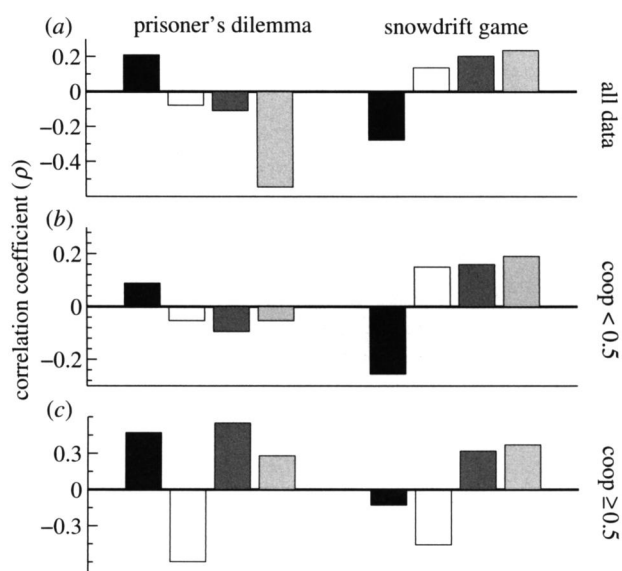 (a) prisoner's dilemma snowdrift game
0.2
0
−0.2
−0.4
all data
(b)
0.2
0
−0.2
coop < 0.5
(c)
0.3
0
−0.3
coop ≥ 0.5
correlation coefficient (ρ)